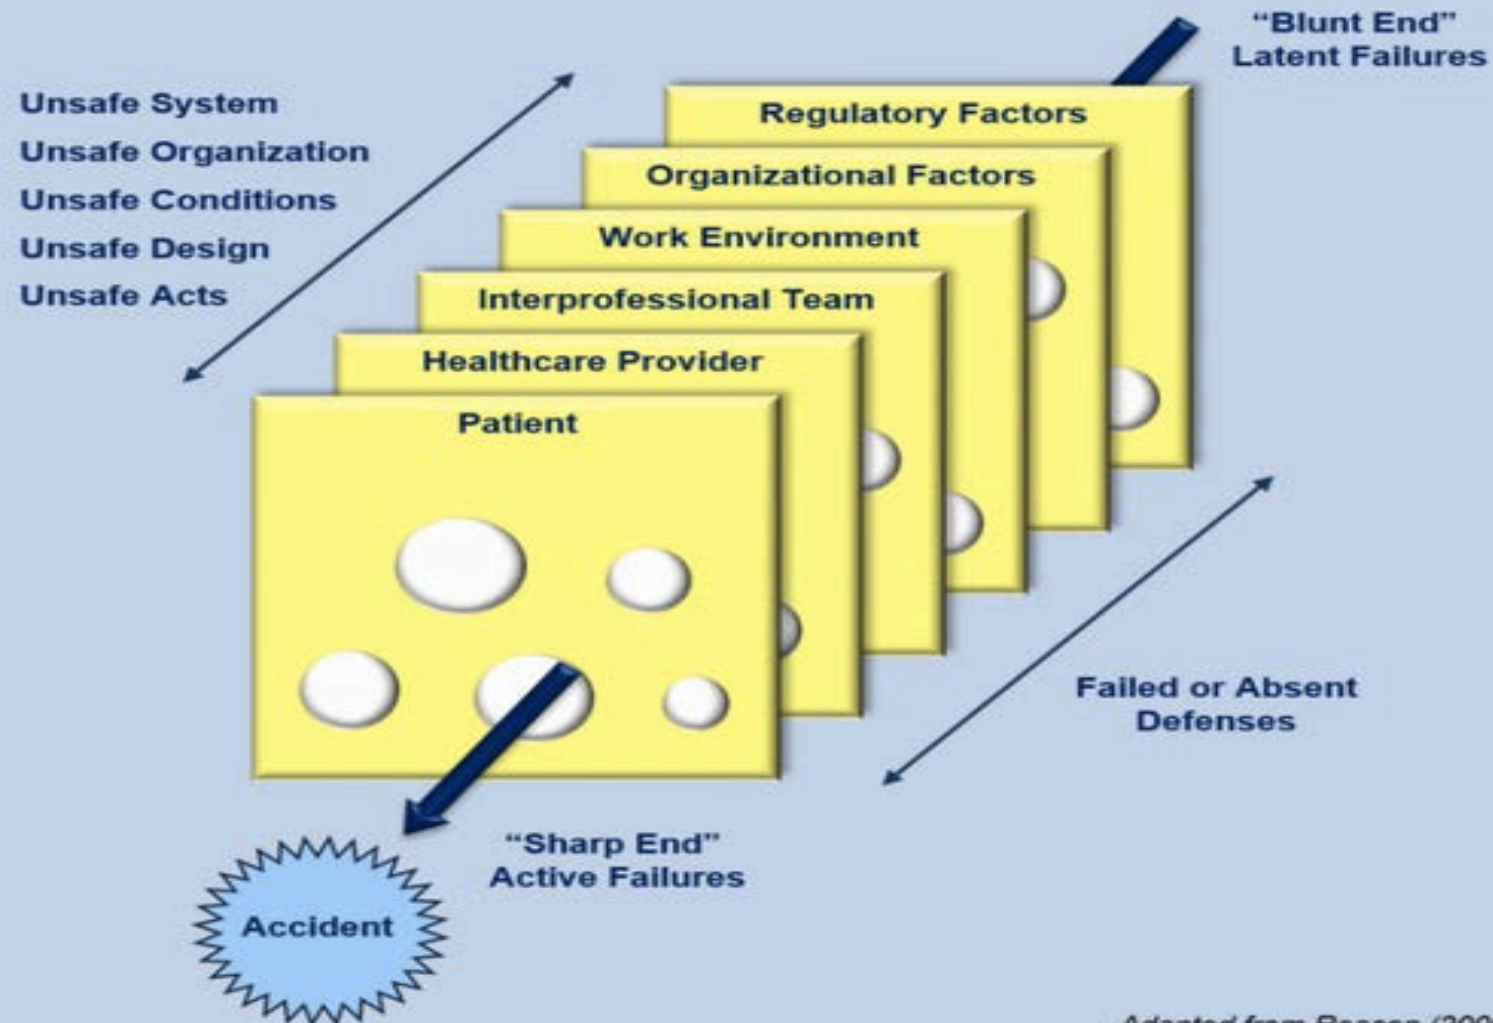 “Blunt End”
Latent Failures
Unsafe System
Unsafe Organization
Unsafe Conditions
Unsafe Design
Unsafe Acts
Regulatory Factors
Organizational Factors
Work Environment
Interprofessional Team
Healthcare Provider
Patient
Failed or Absent
Defenses
“Sharp End”
Active Failures
Accident
Adapted from Reason